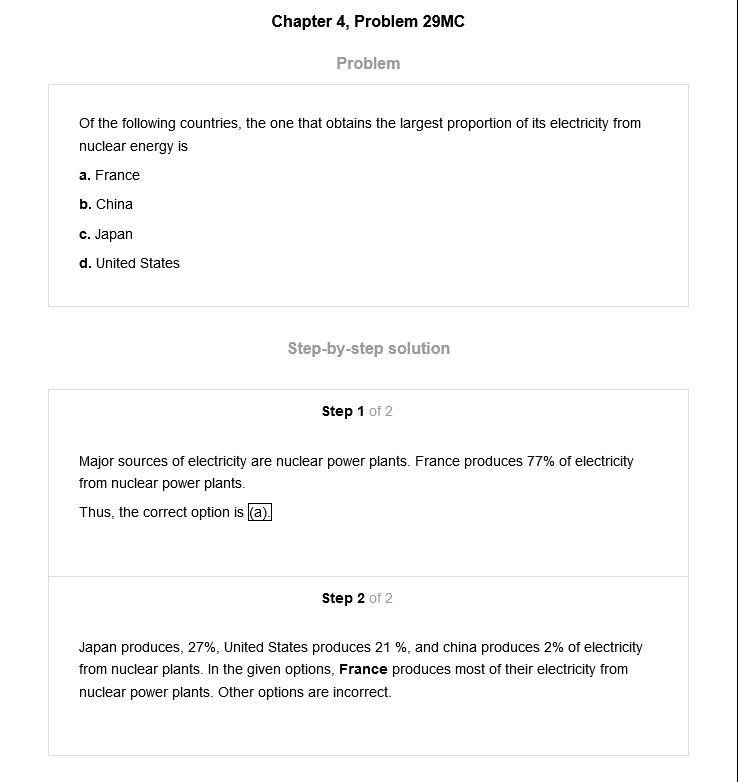 Chapter 4, Problem 29MC
Problem
Of the following countries, the one that obtains the largest proportion of its electricity from
nuclear energy is
a. France
b. China
c. Japan
d. United States
Step-by-step solution
Step 1 of 2
Major sources of electricity are nuclear power plants. France produces 77% of electricity
from nuclear power plants.
Thus, the correct option is (a).
Step 2 of 2
Japan produces, 27%, United States produces 21 %, and china produces 2% of electricity
from nuclear plants. In the given options, France produces most of their electricity from
nuclear power plants. Other options are incorrect.